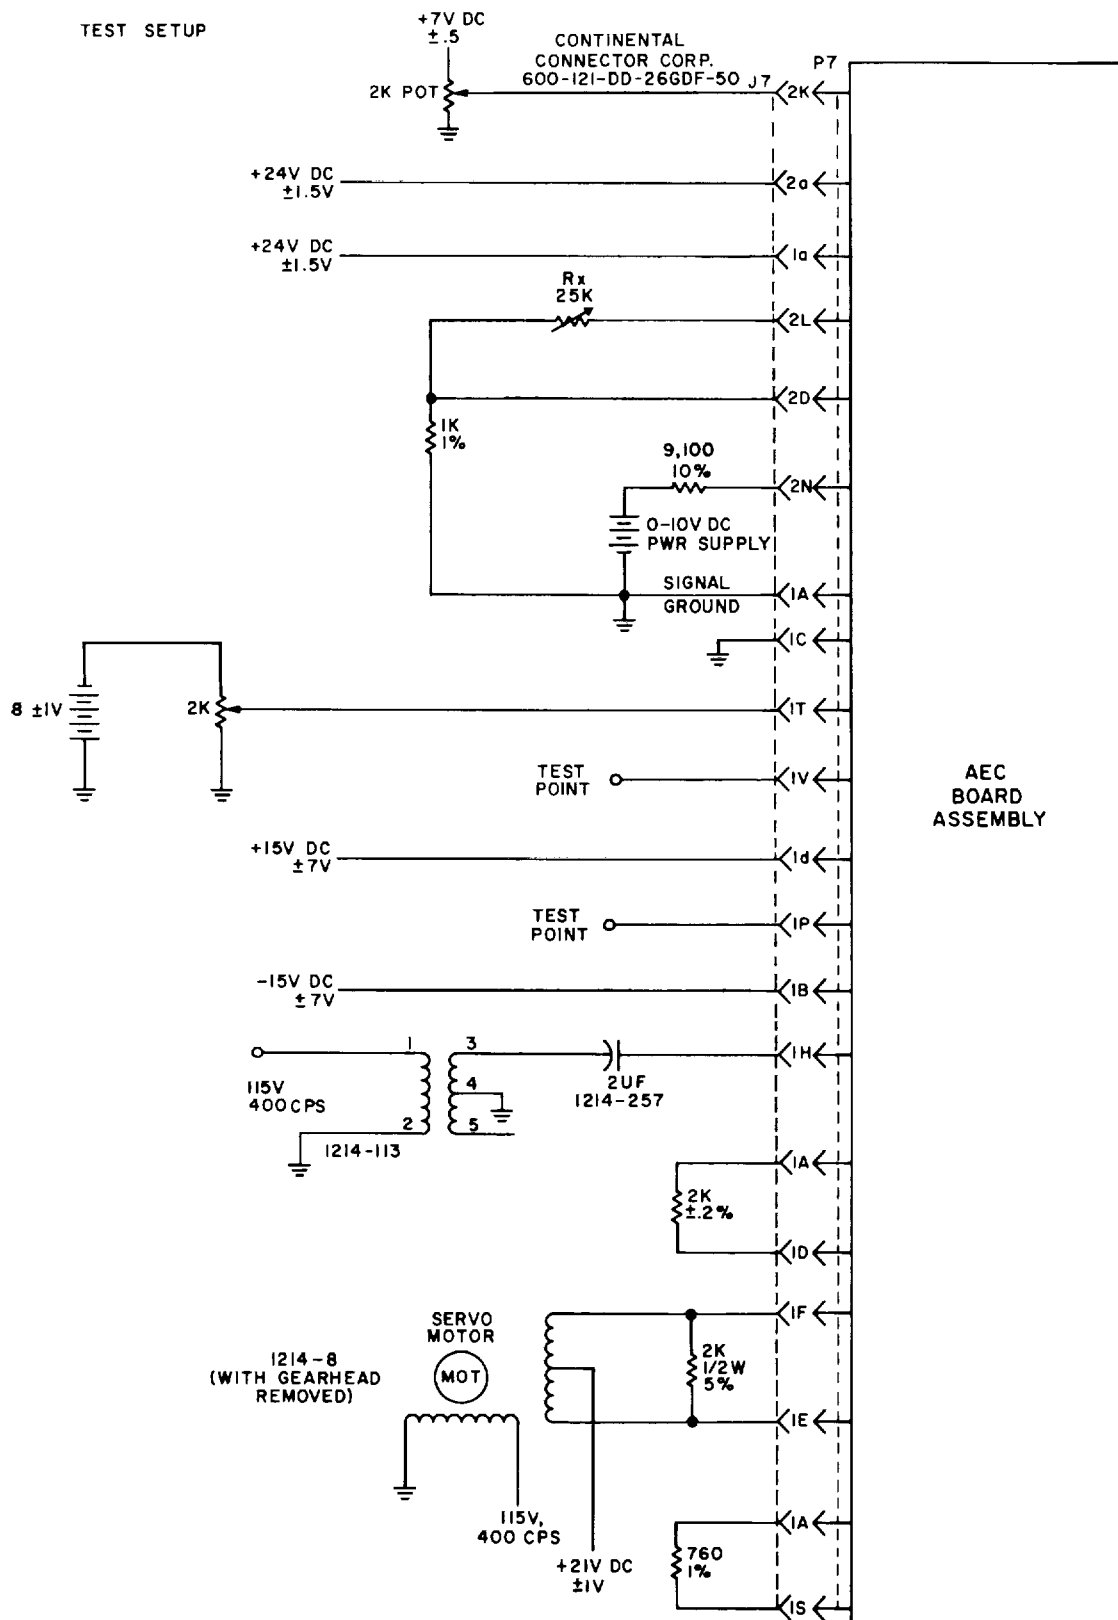 TEST SETUP
+7V DC
±.5
CONTINENTAL
CONNECTOR CORP.
600-121-DD-26GDF-50
J7
P7
2K POT
2K
+24V DC
±1.5V
2a
+24V DC
±1.5V
1a
Rx
25K
2L
2D
1K
1%
9,100
10%
2N
0-10V DC
PWR SUPPLY
SIGNAL
GROUND
1A
1C
8 ±1V
2K
1T
TEST
POINT
1V
AEC
BOARD
ASSEMBLY
+15V DC
±7V
1d
TEST
POINT
1P
-15V DC
±7V
1B
1
3
1H
115V
400 CPS
4
2UF
1214-257
2
5
1214-113
1A
2K
±.2%
1D
1F
SERVO
MOTOR
1214-8
(WITH GEARHEAD
REMOVED)
MOT
2K
1/2W
5%
1E
115V,
400 CPS
1A
+21V DC
±1V
760
1%
1S